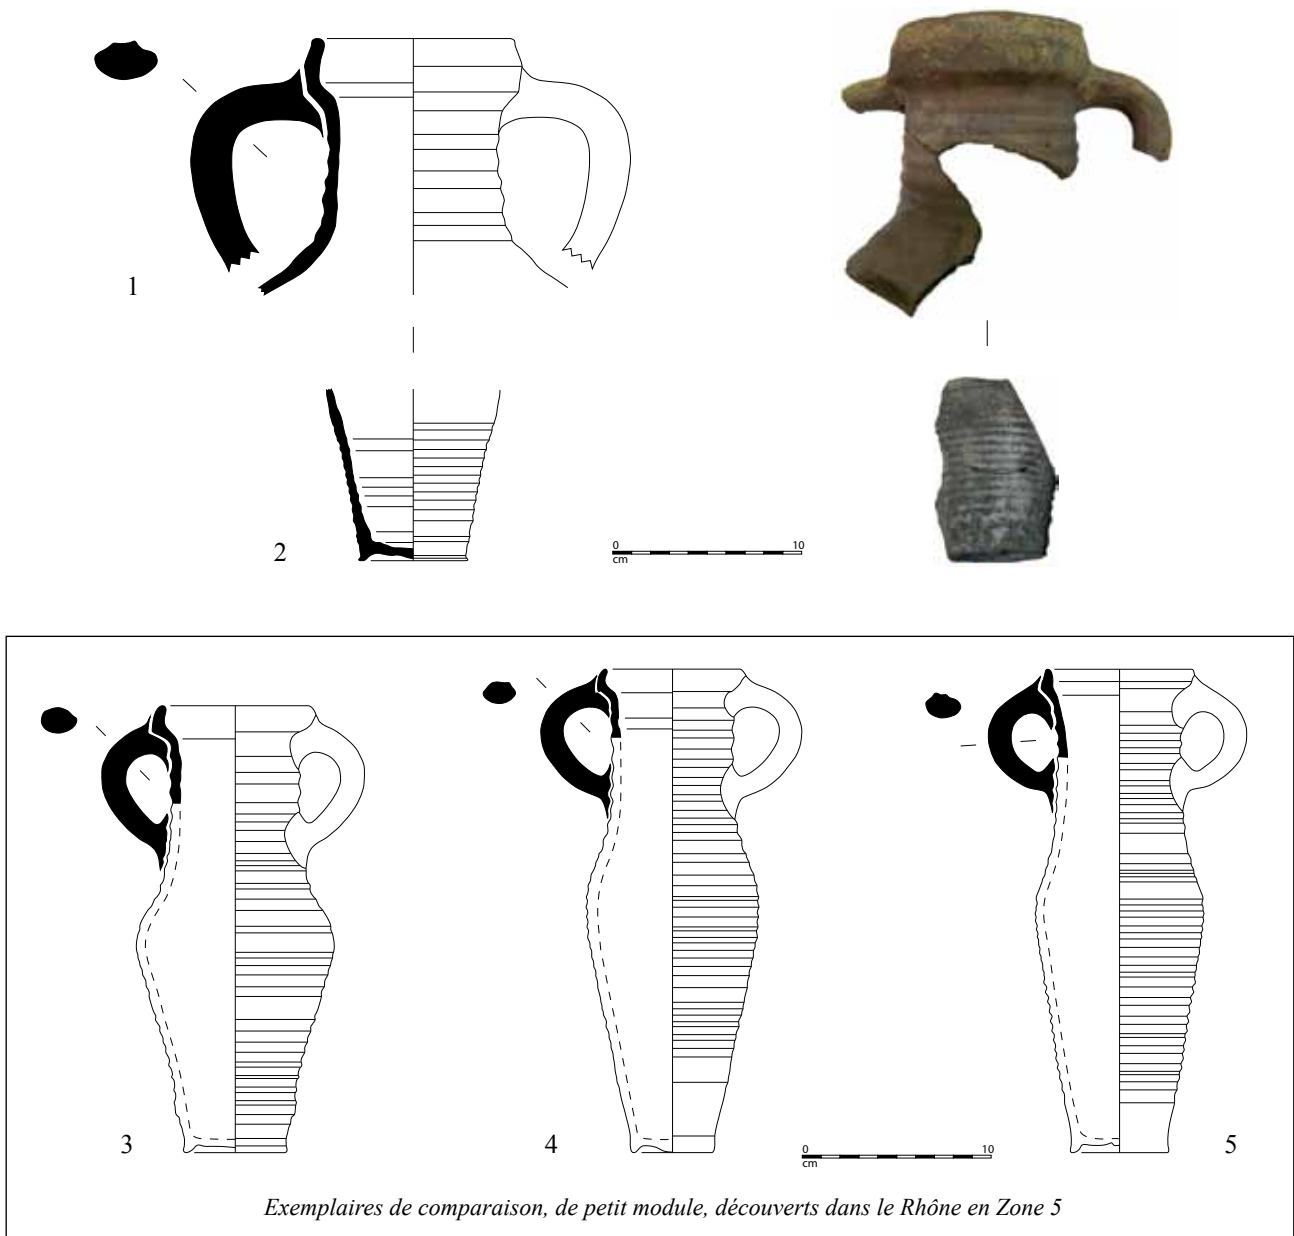 1
2
0 10
cm
3
4
5
0 10
cm
Exemplaires de comparaison, de petit module, découverts dans le Rhône en Zone 5